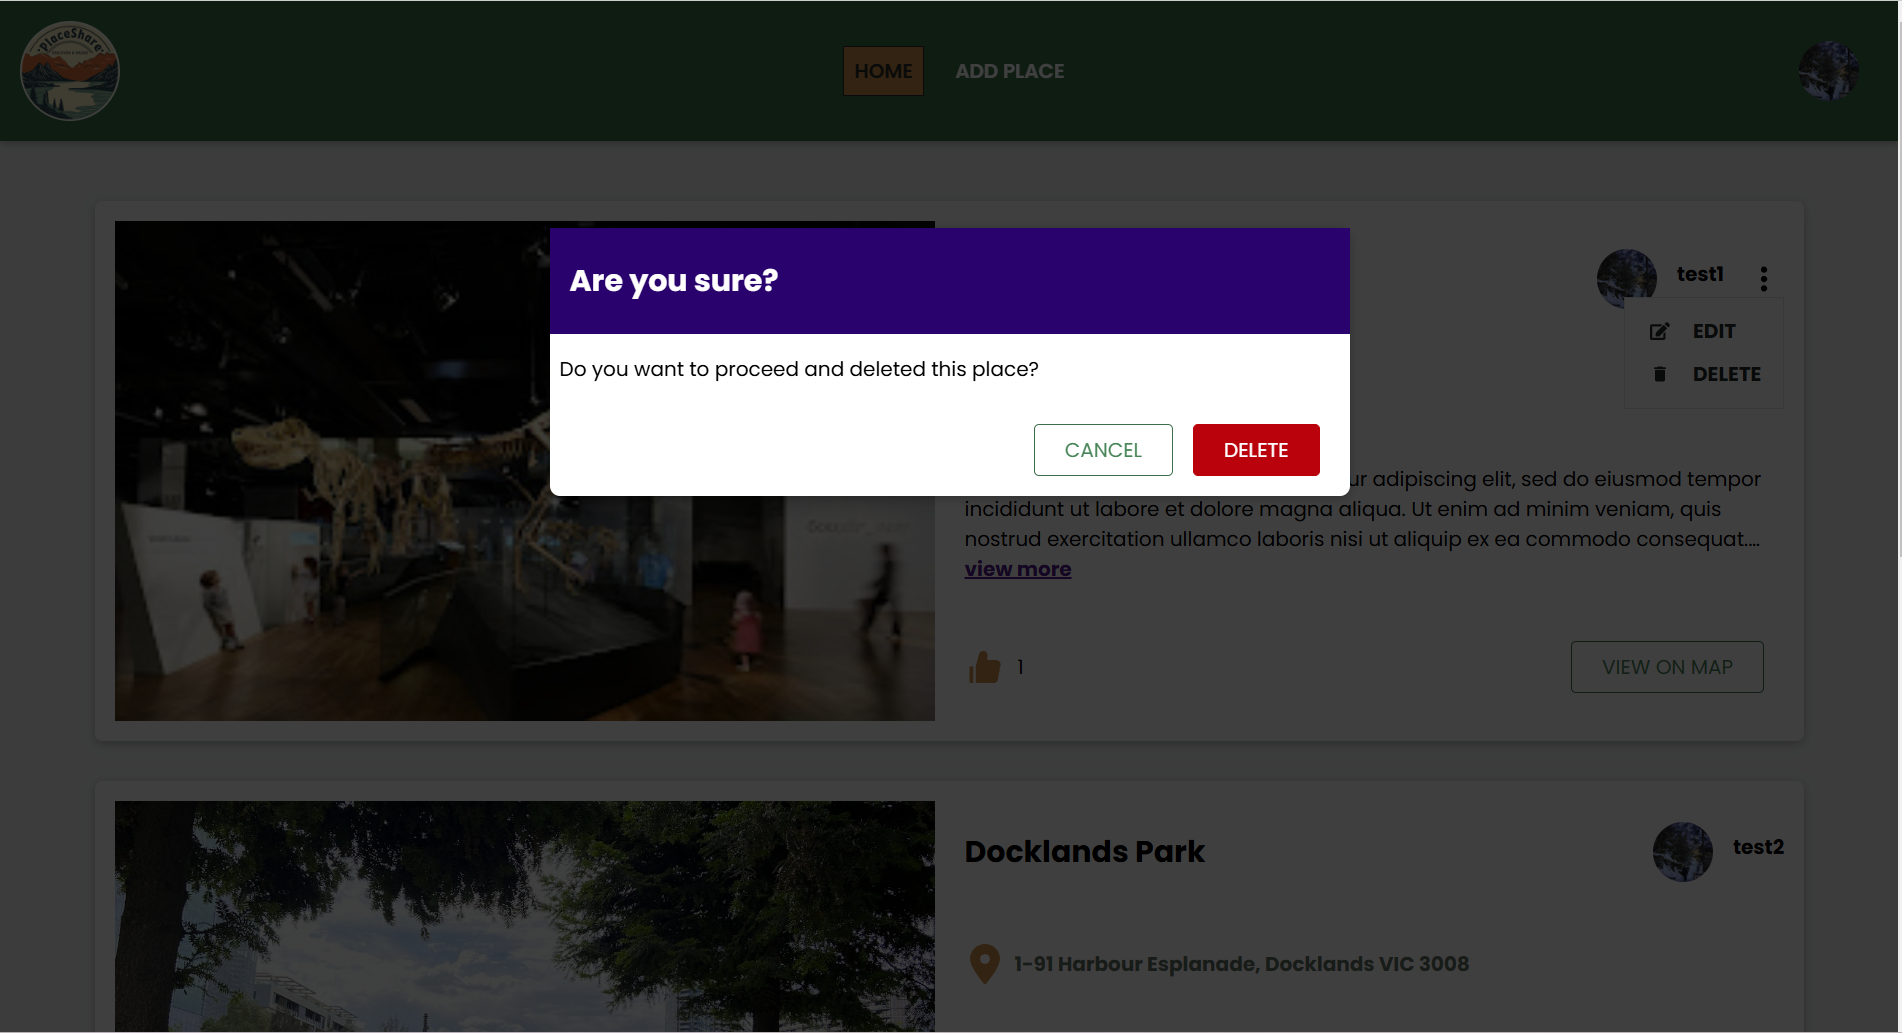 PlaceShare
HOME
ADD PLACE
Are you sure?
Do you want to proceed and deleted this place?
CANCEL
DELETE
test1
EDIT
DELETE
ur adipiscing elit, sed do eiusmod tempor
incididunt ut labore et dolore magna aliqua. Ut enim ad minim veniam, quis
nostrud exercitation ullamco laboris nisi ut aliquip ex ea commodo consequat....
view more
1
VIEW ON MAP
Docklands Park
test2
1-91 Harbour Esplanade, Docklands VIC 3008